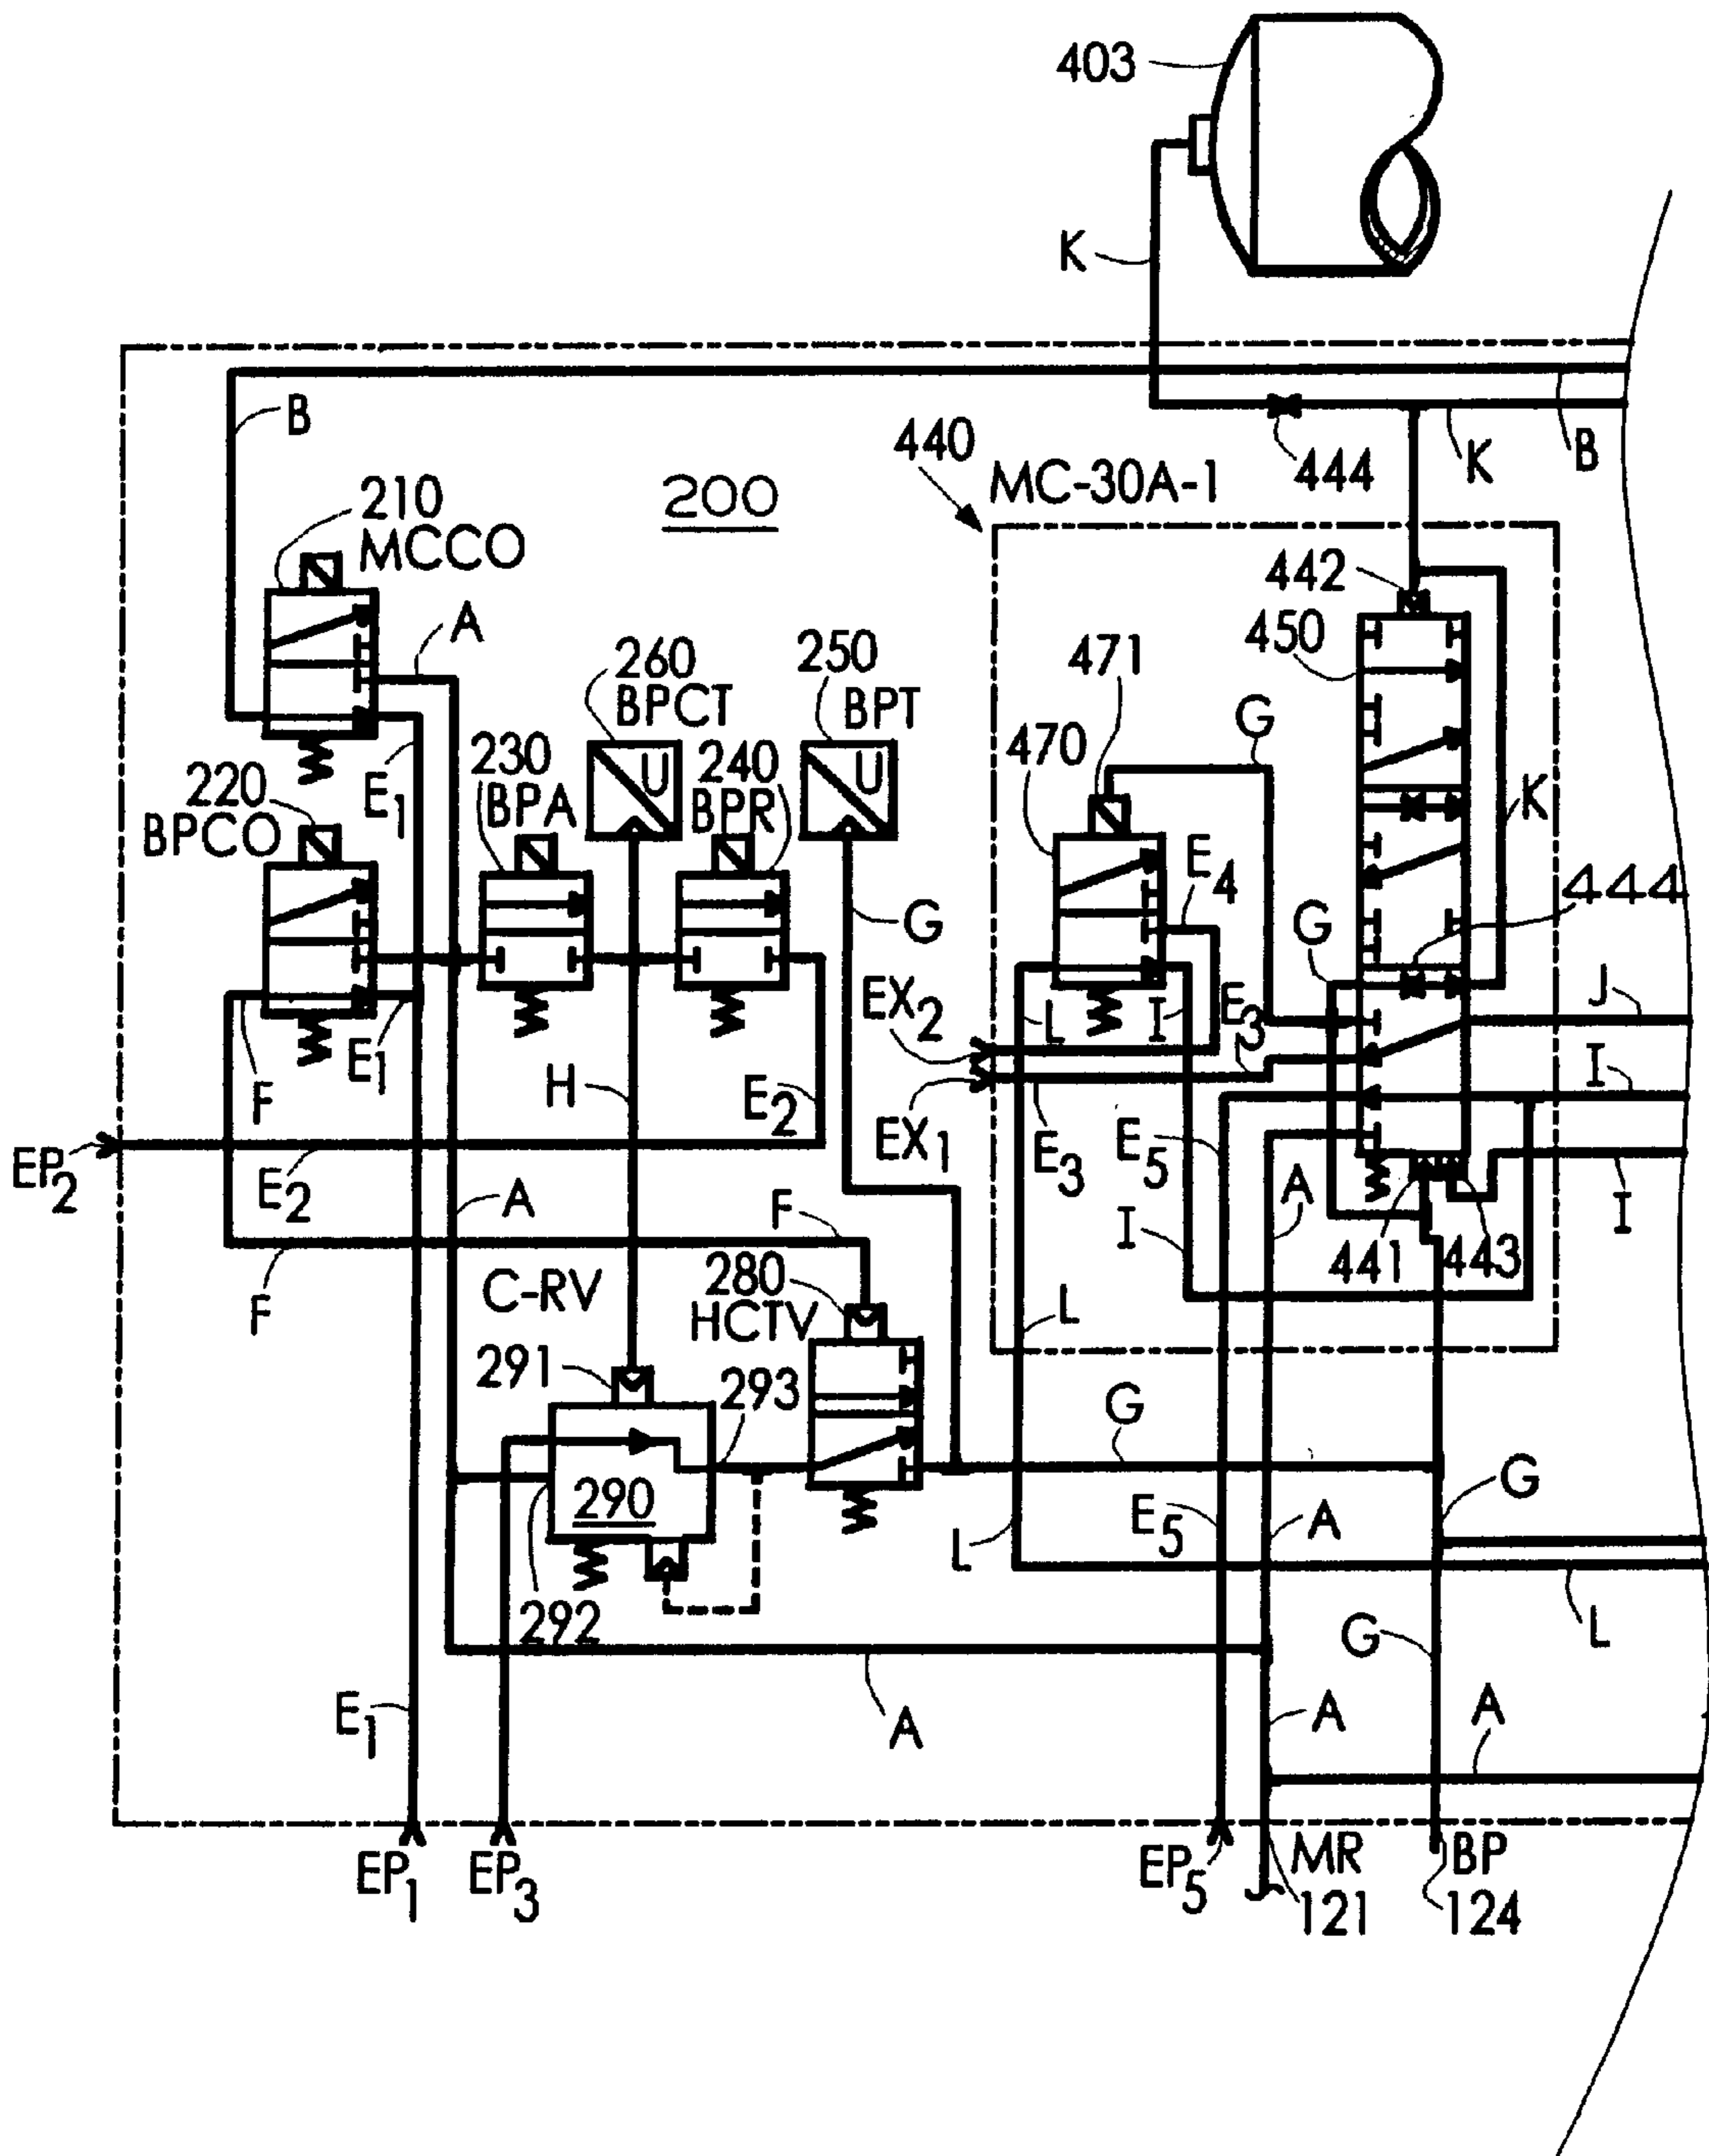 403
K
B
440
MC-30A-1
444
K
B
210
MCCO
200
442
A
450
260
BPCT
250
BPT
471
G
470
220
BPCO
E1
230
BPA
U
240
BPR
U
K
E4
444
G
G
EX2
L
I
E3
J
F
E1
H
E2
I
EP2
E2
A
EX1
E3
E5
A
I
F
I
441
443
F
C-RV
280
HCTV
L
291
293
G
290
G
L
E5
A
292
L
G
E1
A
A
A
EP1
EP3
EP5
MR
121
BP
124